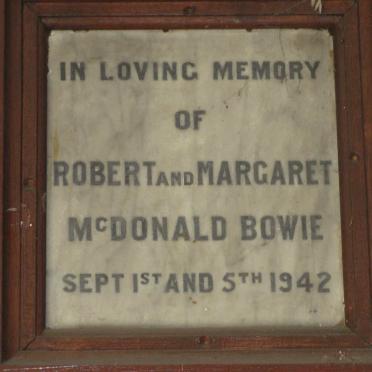 IN LOVING MEMORY
OF
ROBERT AND MARGARET
McDONALD BOWIE
SEPT 1ST AND 5TH 1942